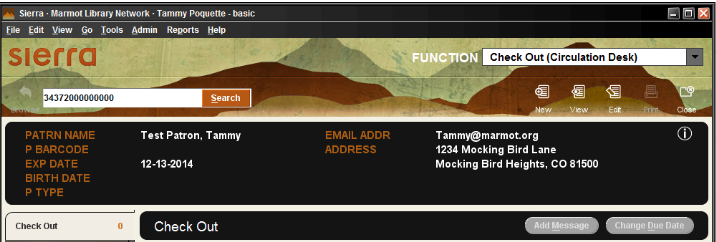 Sierra · Marmot Library Network · Tammy Poquette - basic
File Edit View Go Tools Admin Reports Help
sierra
FUNCTION Check Out (Circulation Desk)
34372000000000 Search
New View Edit Print Close
PATRN NAME Test Patron, Tammy EMAIL ADDR Tammy@marmot.org
P BARCODE ADDRESS 1234 Mocking Bird Lane
EXP DATE 12-13-2014 Mocking Bird Heights, CO 81500
BIRTH DATE
P TYPE
Check Out 0 Check Out Add Message Change Due Date